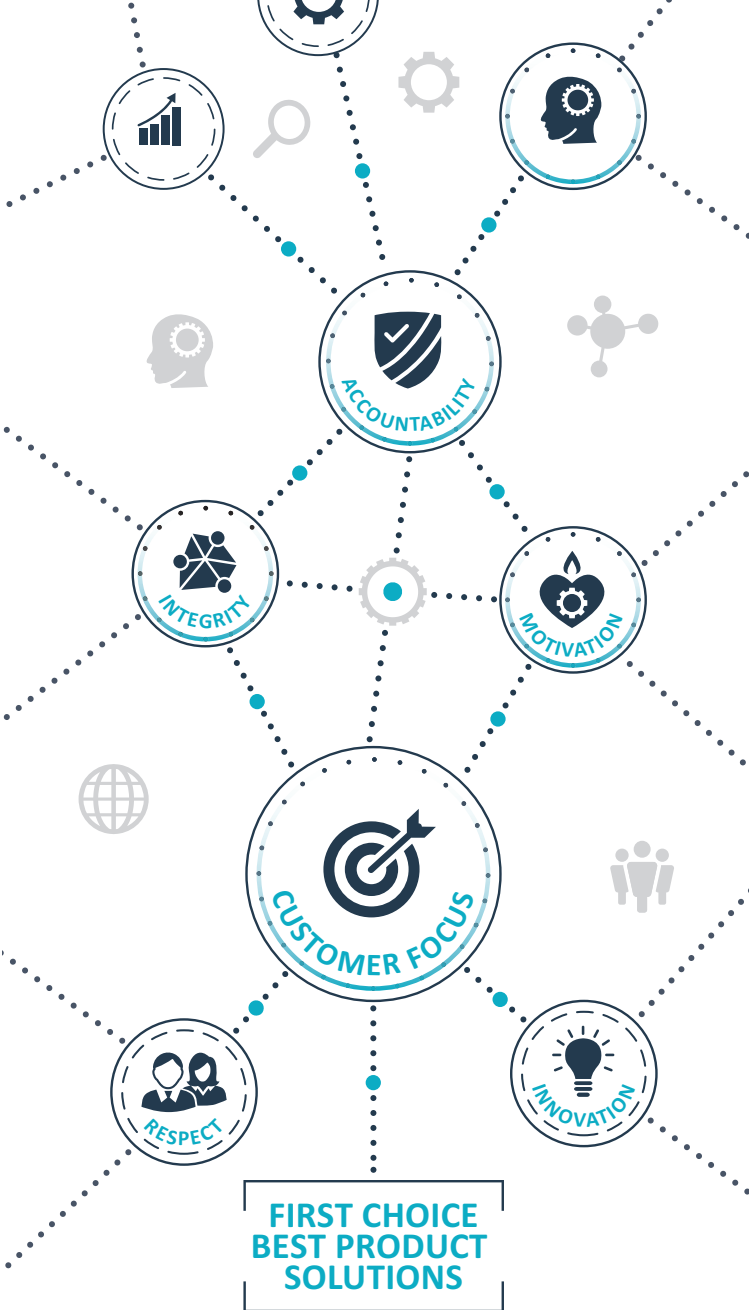 ACCOUNTABILITY
INTEGRITY
MOTIVATION
CUSTOMER FOCUS
RESPECT
INNOVATION
FIRST CHOICE
BEST PRODUCT
SOLUTIONS